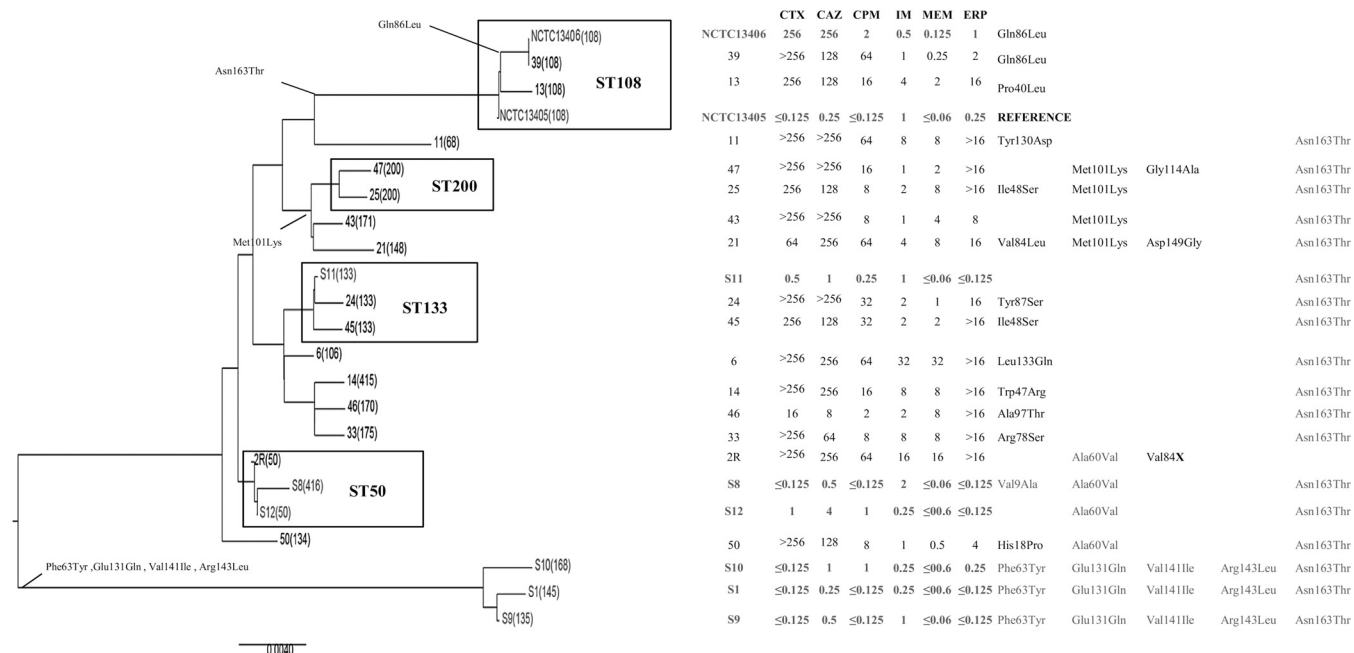 CTX CAZ CPM IM MEM ERP
NCTC13406 256 256 2 0.5 0.125 1 Gln86Leu
39 >256 128 64 1 0.25 2 Gln86Leu
13 256 128 16 4 2 16 Pro40Leu
NCTC13405 ≤0.125 0.25 ≤0.125 1 ≤0.06 0.25 REFERENCE
11 >256 >256 64 8 8 >16 Tyr130Asp Asn163Thr
47 >256 >256 16 1 2 >16 Met101Lys Gly114Ala Asn163Thr
25 256 128 8 2 8 >16 Ile48Ser Met101Lys Asn163Thr
43 >256 >256 8 1 4 8 Met101Lys Asn163Thr
21 64 256 64 4 8 16 Val84Leu Met101Lys Asp149Gly Asn163Thr
S11 0.5 1 0.25 1 ≤0.06 ≤0.125 Asn163Thr
24 >256 >256 32 2 1 16 Tyr87Ser Asn163Thr
45 256 128 32 2 2 >16 Ile48Ser Asn163Thr
6 >256 256 64 32 32 >16 Leu133Gln Asn163Thr
14 >256 256 16 8 8 >16 Trp47Arg Asn163Thr
46 16 8 2 2 8 >16 Ala97Thr Asn163Thr
33 >256 64 8 8 8 >16 Arg78Ser Asn163Thr
2R >256 256 64 16 16 >16 Ala60Val Val84X Asn163Thr
S8 ≤0.125 0.5 ≤0.125 2 ≤0.06 ≤0.125 Val9Ala Ala60Val Asn163Thr
S12 1 4 1 0.25 ≤00.6 ≤0.125 Ala60Val Asn163Thr
50 >256 128 8 1 0.5 4 His18Pro Ala60Val Asn163Thr
S10 ≤0.125 1 1 0.25 ≤00.6 0.25 Phe63Tyr Glu131Gln Val141Ile Arg143Leu Asn163Thr
S1 ≤0.125 0.25 ≤0.125 0.25 ≤00.6 ≤0.125 Phe63Tyr Glu131Gln Val141Ile Arg143Leu Asn163Thr
S9 ≤0.125 0.5 ≤0.125 1 ≤0.06 ≤0.125 Phe63Tyr Glu131Gln Val141Ile Arg143Leu Asn163Thr
Gln86Leu
NCTC13406(108)
39(108)
Asn163Thr
ST108
13(108)
NCTC13405(108)
11(68)
47(200)
ST200
25(200)
43(171)
Met101Lys
21(148)
S11(133)
24(133)
ST133
45(133)
6(106)
14(415)
46(170)
33(175)
2R(50)
S8(416)
ST50
S12(50)
50(134)
Phe63Tyr ,Glu131Gln , Val141Ile , Arg143Leu
S10(168)
S1(145)
S9(135)
0.0040